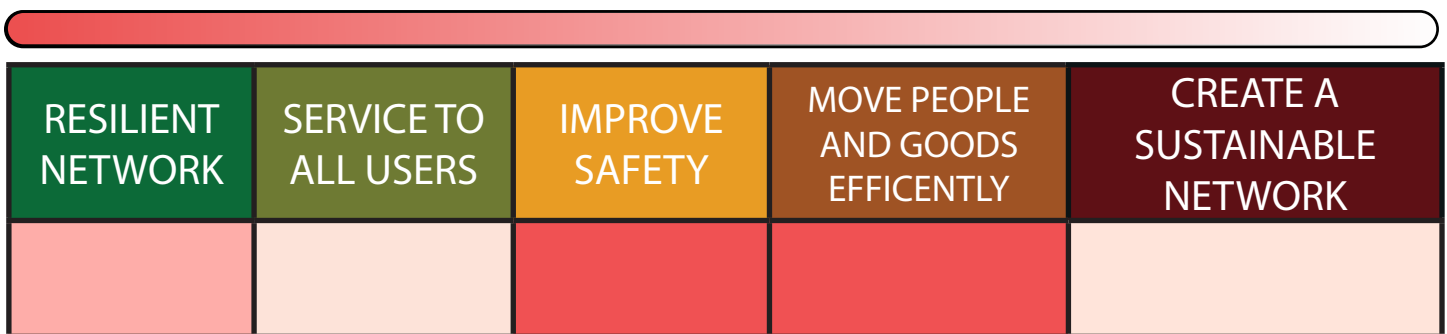 RESILIENT
NETWORK
SERVICE TO
ALL USERS
IMPROVE
SAFETY
MOVE PEOPLE
AND GOODS
EFFICENTLY
CREATE A
SUSTAINABLE
NETWORK